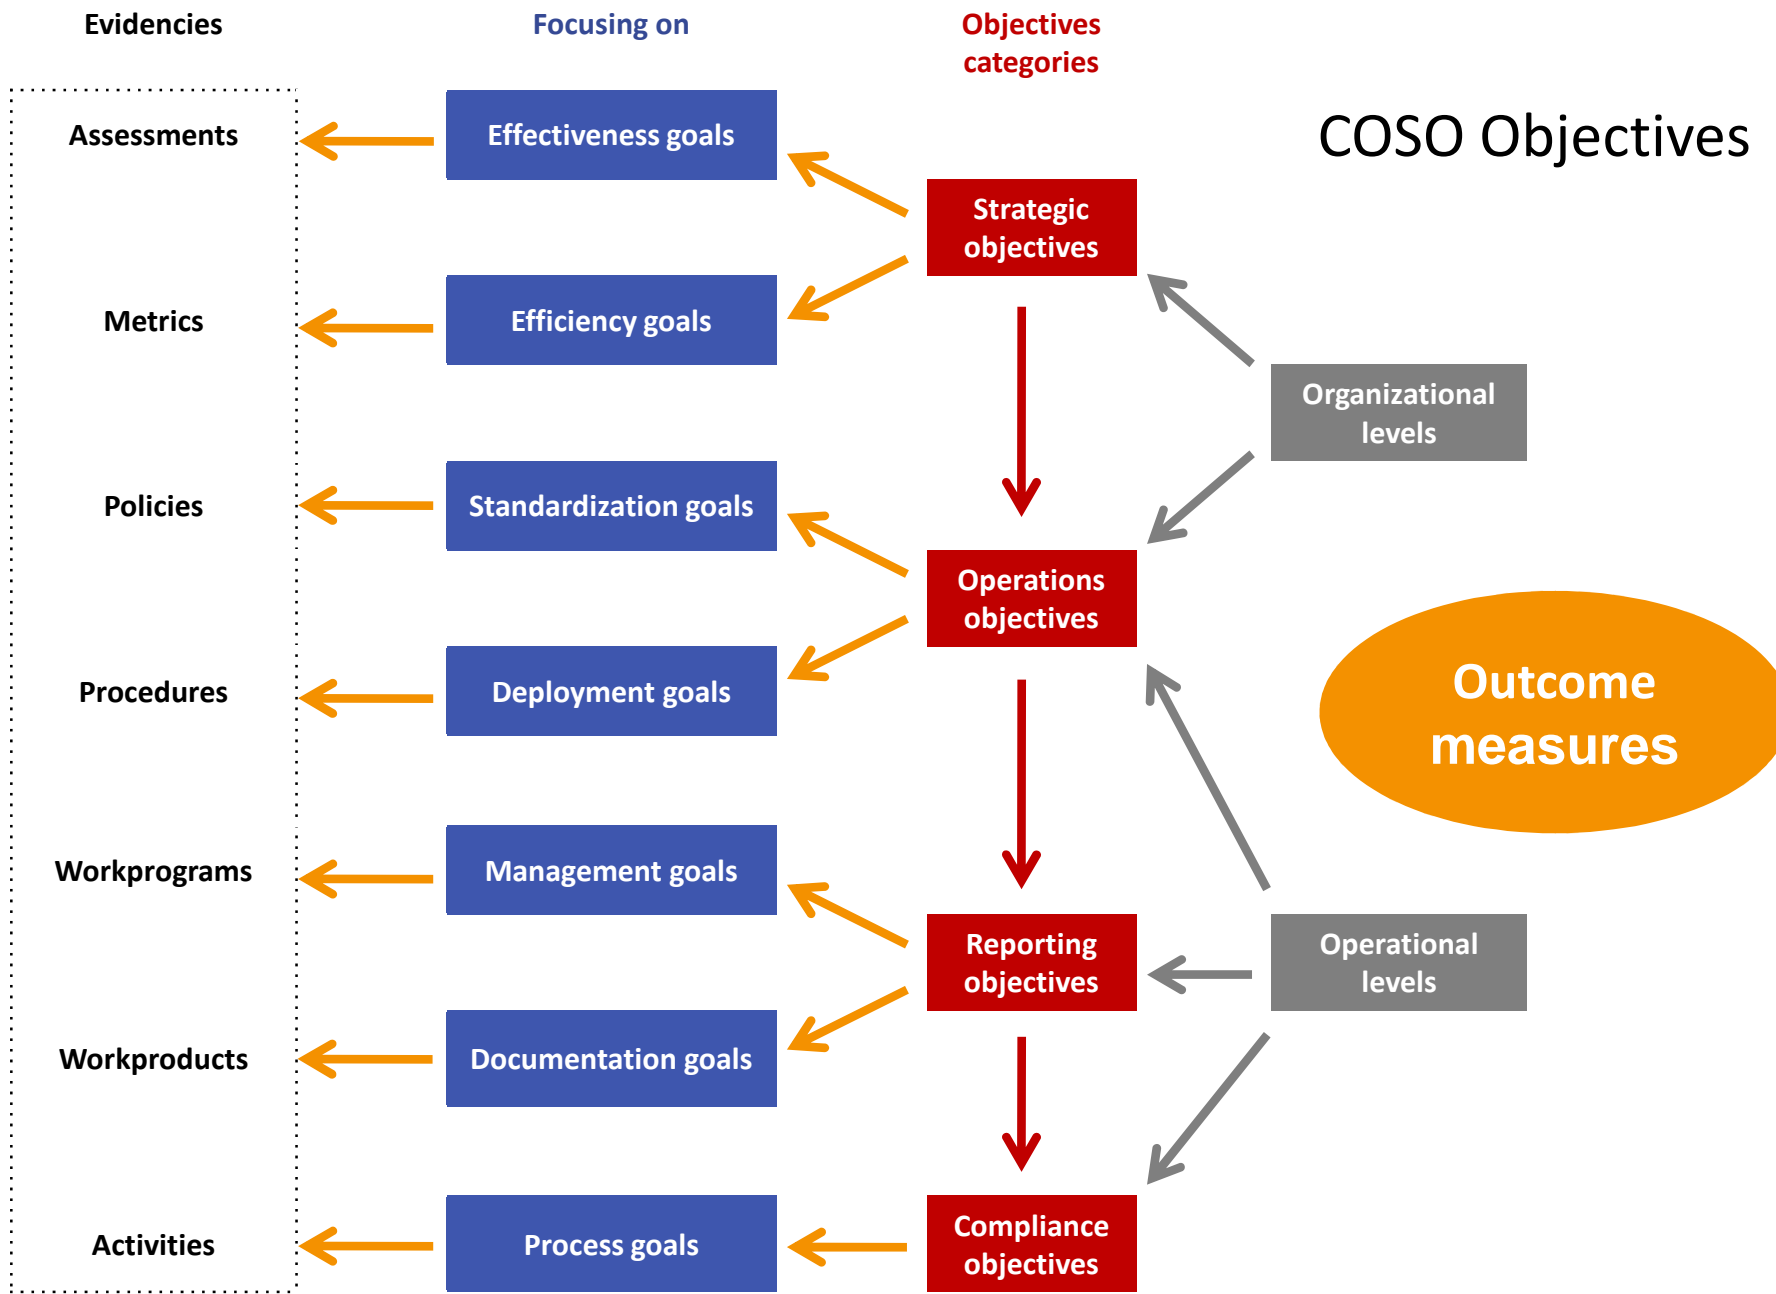 Evidencies
Focusing on
Objectives
categories
COSO Objectives
Assessments
Effectiveness goals
Strategic
objectives
Metrics
Efficiency goals
Organizational
levels
Policies
Standardization goals
Operations
objectives
Procedures
Deployment goals
Outcome
measures
Workprograms
Management goals
Reporting
objectives
Operational
levels
Workproducts
Documentation goals
Activities
Process goals
Compliance
objectives